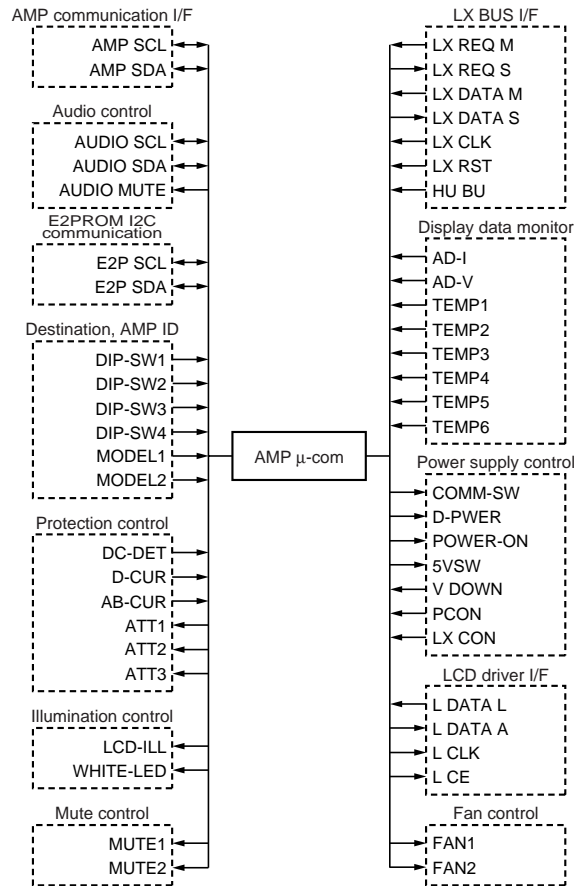 AMP communication I/F
AMP SCL
AMP SDA
Audio control
AUDIO SCL
AUDIO SDA
AUDIO MUTE
E2PROM I2C
communication
E2P SCL
E2P SDA
Destination, AMP ID
DIP-SW1
DIP-SW2
DIP-SW3
DIP-SW4
MODEL1
MODEL2
Protection control
DC-DET
D-CUR
AB-CUR
ATT1
ATT2
ATT3
Illumination control
LCD-ILL
WHITE-LED
Mute control
MUTE1
MUTE2
AMP μ-com
LX BUS I/F
LX REQ M
LX REQ S
LX DATA M
LX DATA S
LX CLK
LX RST
HU BU
Display data monitor
AD-I
AD-V
TEMP1
TEMP2
TEMP3
TEMP4
TEMP5
TEMP6
Power supply control
COMM-SW
D-PWER
POWER-ON
5VSW
V DOWN
PCON
LX CON
LCD driver I/F
L DATA L
L DATA A
L CLK
L CE
Fan control
FAN1
FAN2